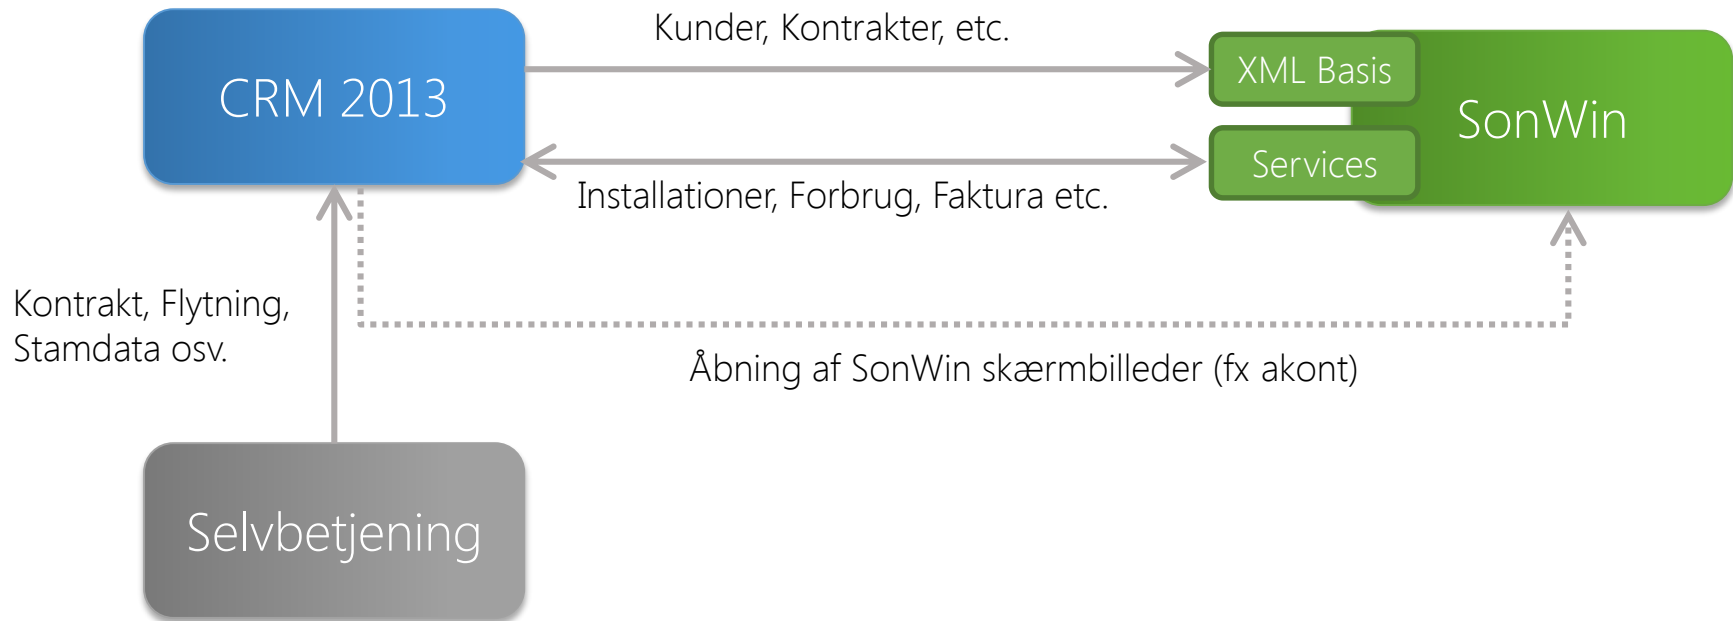 Kunder, Kontrakter, etc.
CRM 2013
XML Basis
SonWin
Services
Installationer, Forbrug, Faktura etc.
Kontrakt, Flytning,
Stamdata osv.
Åbning af SonWin skærmbilleder (fx akont)
Selvbetjening